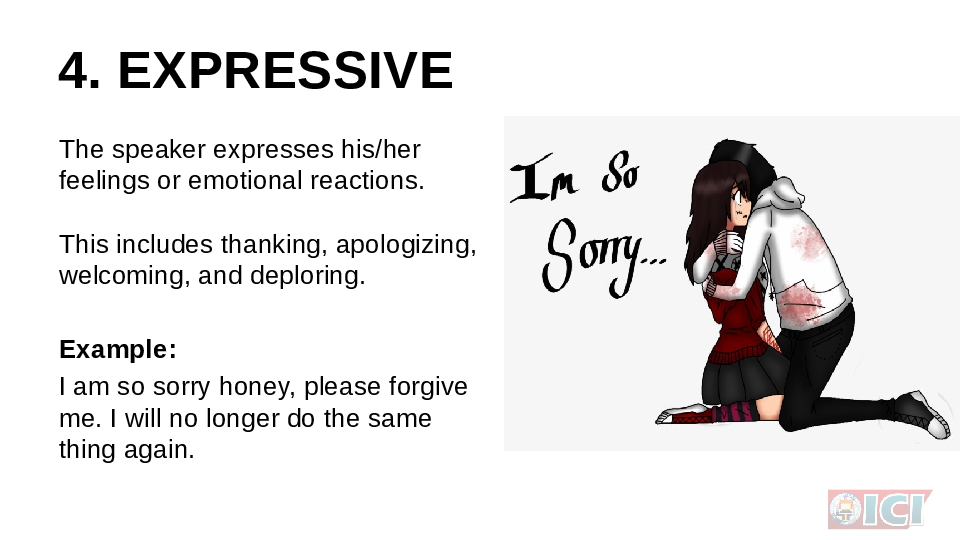 4. EXPRESSIVE
The speaker expresses his/her
feelings or emotional reactions.
This includes thanking, apologizing,
welcoming, and deploring.
Example:
I am so sorry honey, please forgive
me. I will no longer do the same
thing again.
Im So
Sorry...
ICI